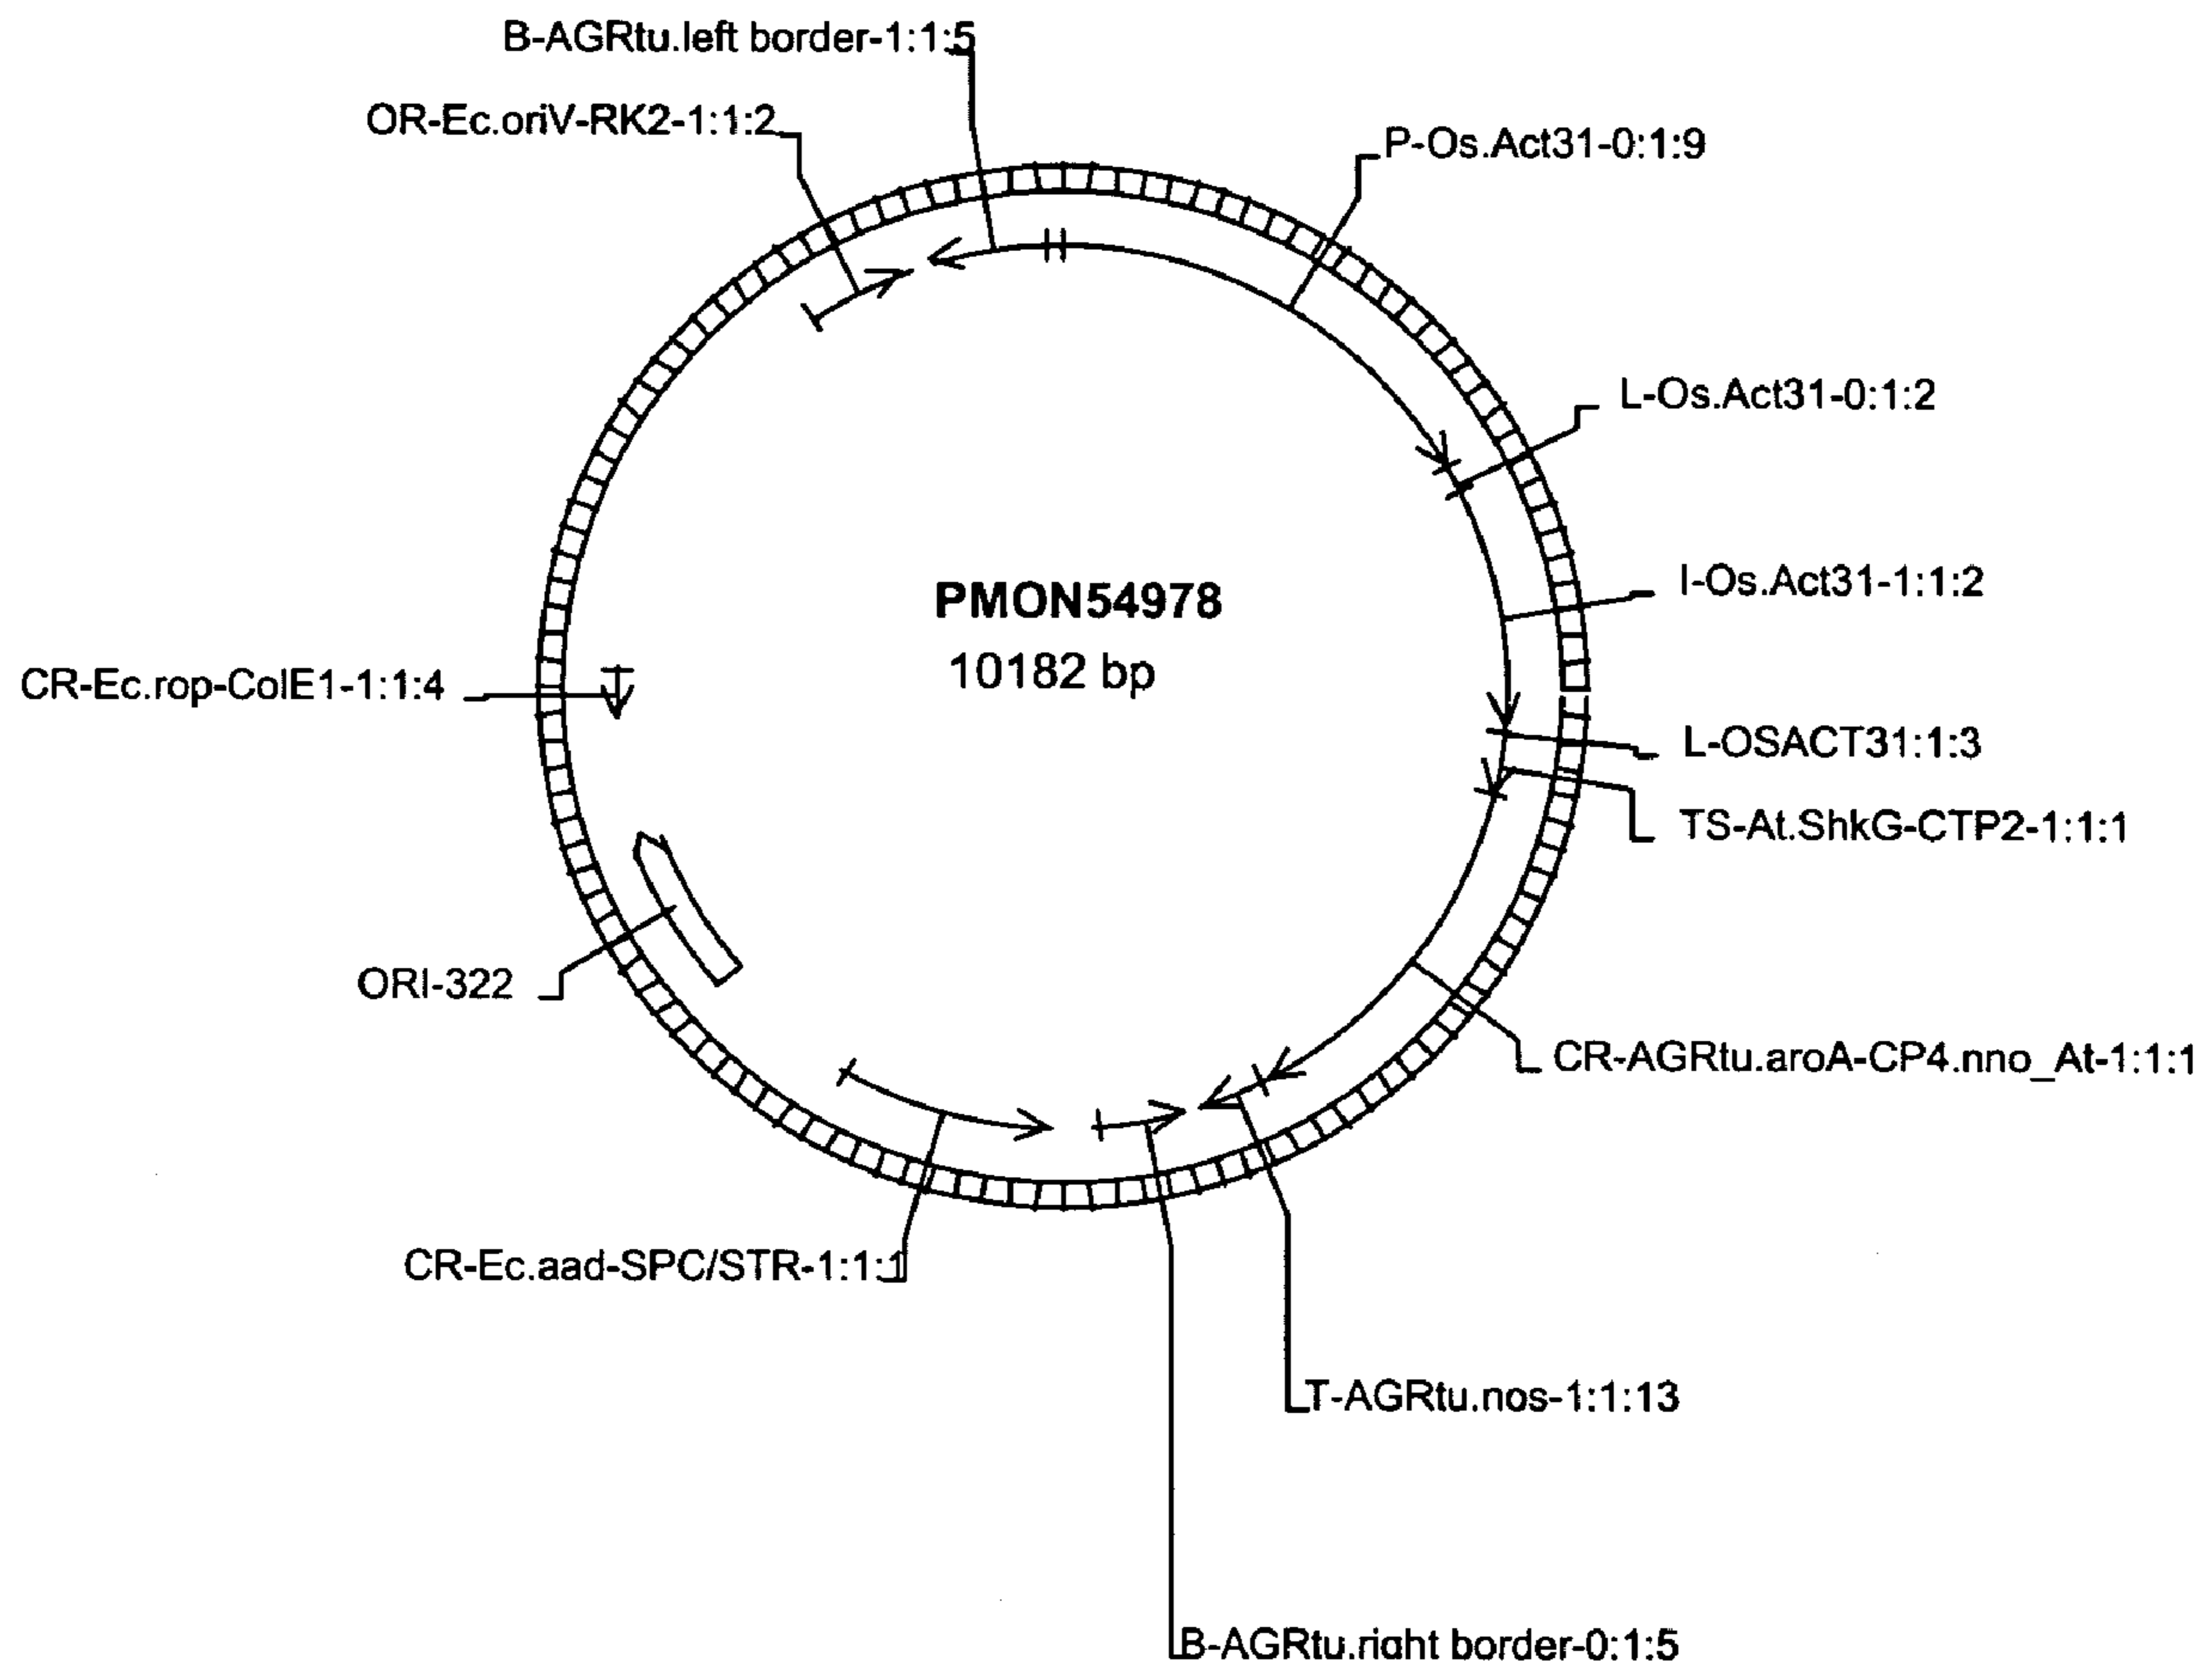 B-AGRtu.left border-1:1:5
OR-Ec.oriV-RK2-1:1:2
P-Os.Act31-0:1:9
L-Os.Act31-0:1:2
I-Os.Act31-1:1:2
PMON54978
10182 bp
CR-Ec.rop-ColE1-1:1:4
L-OSACT31:1:3
TS-At.ShkG-CTP2-1:1:1
ORI-322
CR-AGRtu.aroA-CP4.nno_At-1:1:1
CR-Ec.aad-SPC/STR-1:1:1
T-AGRtu.nos-1:1:13
B-AGRtu.right border-0:1:5